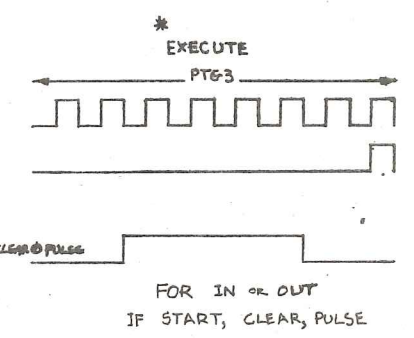 *
EXECUTE
PTG3
CLEAR & PULSE
FOR IN OR OUT
IF START, CLEAR, PULSE